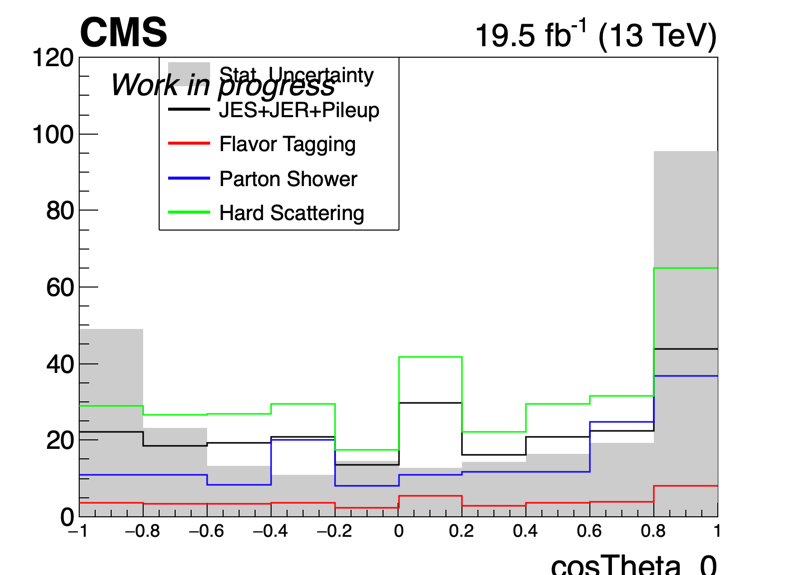 CMS 19.5 fb-1 (13 TeV)
Work in progress
Stat. Uncertainty
JES+JER+Pileup
Flavor Tagging
Parton Shower
Hard Scattering
120
100
80
60
40
20
0
−1 −0.8 −0.6 −0.4 −0.2 0 0.2 0.4 0.6 0.8 1
cosTheta_0